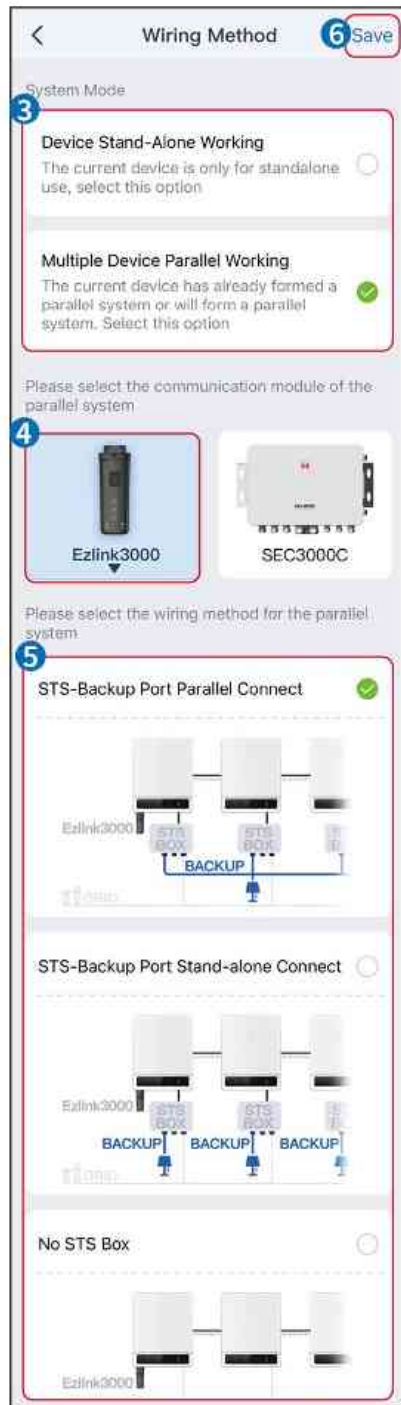 Wiring Method
6
Save
System Mode
3
Device Stand-Alone Working
The current device is only for standalone
use, select this option
Multiple Device Parallel Working
The current device has already formed a
parallel system or will form a parallel
system. Select this option
Please select the communication module of the
parallel system
4
Ezlink3000
SEC3000C
Please select the wiring method for the parallel
system
5
STS-Backup Port Parallel Connect
Ezlink3000
STS
BOX
STS
BOX
BACKUP
GRID
STS-Backup Port Stand-alone Connect
Ezlink3000
STS
BOX
STS
BOX
BACKUP
BACKUP
BACKUP
GRID
No STS Box
Ezlink3000